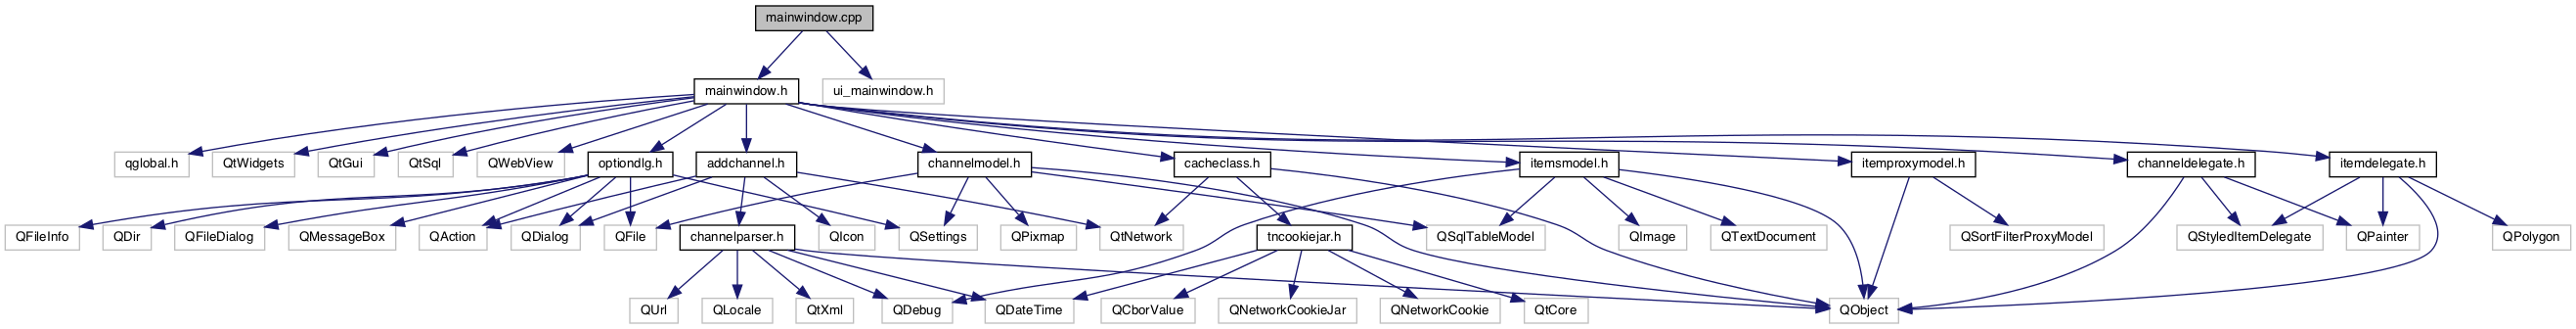 mainwindow.cpp
mainwindow.h
ui_mainwindow.h
qglobal.h
QtWidgets
QtGui
QtSql
QWebView
optiondlg.h
addchannel.h
channelmodel.h
cacheclass.h
itemsmodel.h
itemproxymodel.h
channeldelegate.h
itemdelegate.h
QFileInfo
QDir
QFileDialog
QMessageBox
QAction
QDialog
QFile
channelparser.h
QIcon
QSettings
QPixmap
QtNetwork
tncookiejar.h
QSqlTableModel
QImage
QTextDocument
QSortFilterProxyModel
QStyledItemDelegate
QPainter
QPolygon
QUrl
QLocale
QtXml
QDebug
QDateTime
QCborValue
QNetworkCookieJar
QNetworkCookie
QtCore
QObject